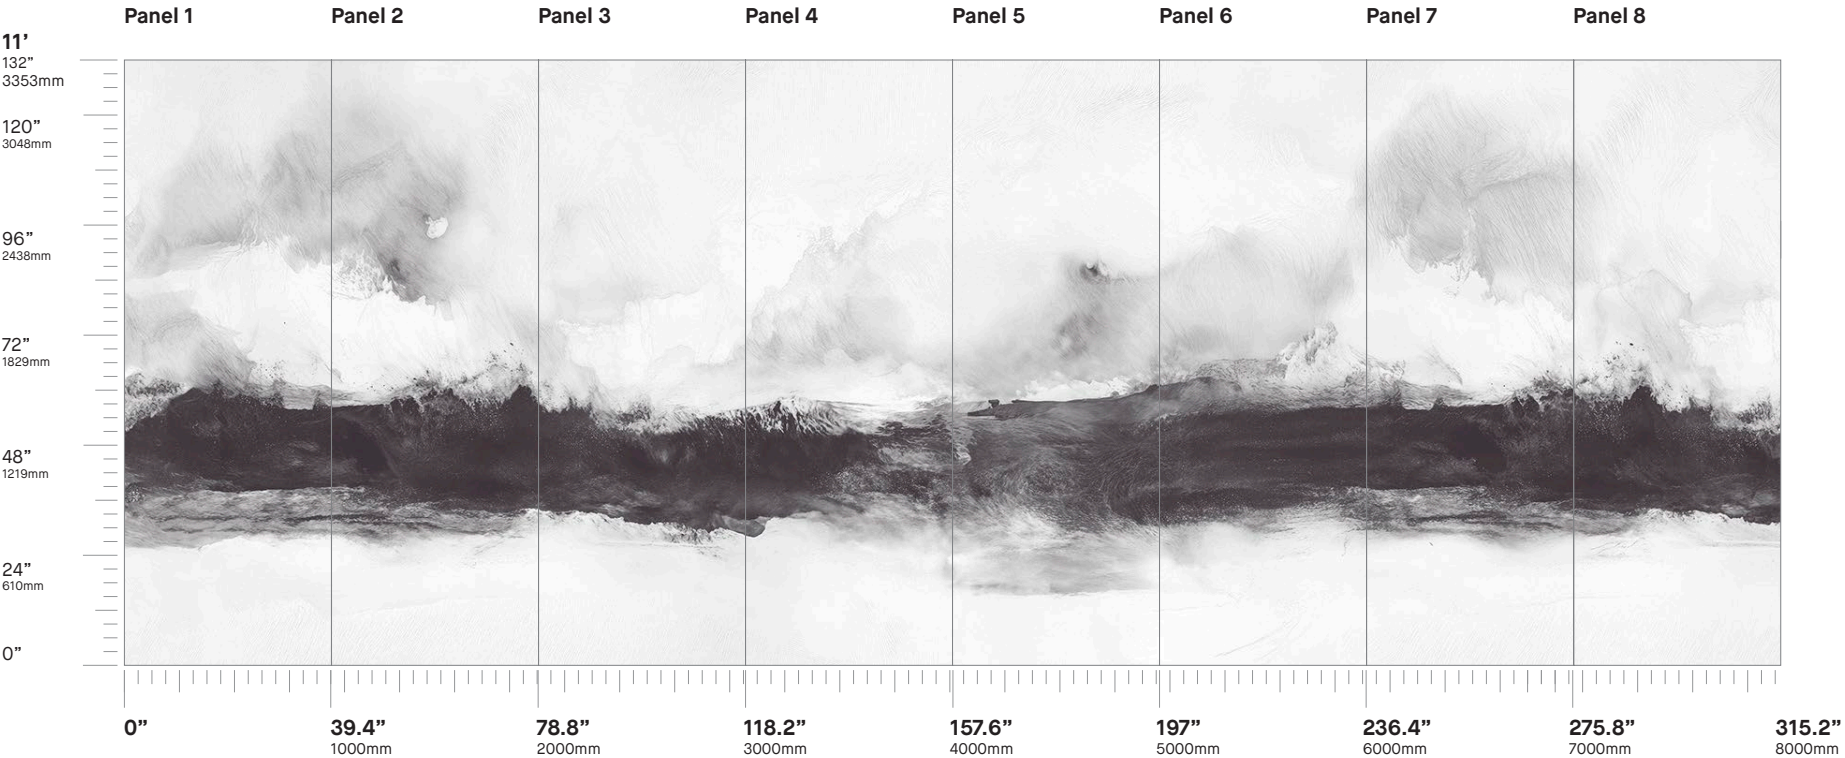 Panel 1
Panel 2
Panel 3
Panel 4
Panel 5
Panel 6
Panel 7
Panel 8
11’
132”
3353mm
120”
3048mm
96”
2438mm
72”
1829mm
48”
1219mm
24”
610mm
0”
0”
39.4”
1000mm
78.8”
2000mm
118.2”
3000mm
157.6”
4000mm
197”
5000mm
236.4”
6000mm
275.8”
7000mm
315.2”
8000mm